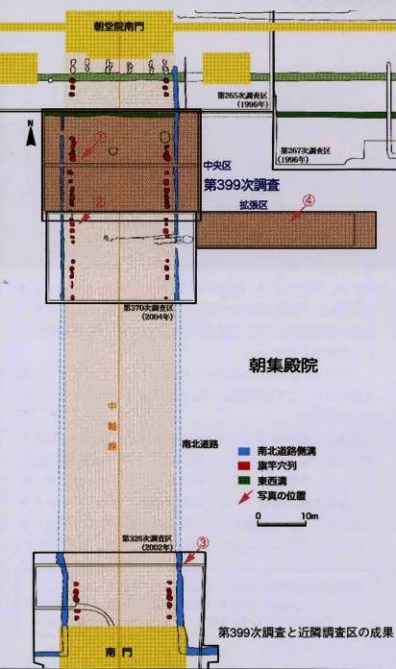 朝堂院南門
第265次調査区
(1996年)
N
①
第267次調査区
(1996年)
中央区
第399次調査
拡張区
②
④
第370次調査区
(2004年)
朝集殿院
中軸線
南北道路
南北道路側溝
旗竿穴列
東西溝
写真の位置
0 10m
第326次調査区
(2002年)
③
第399次調査と近隣調査区の成果
南門